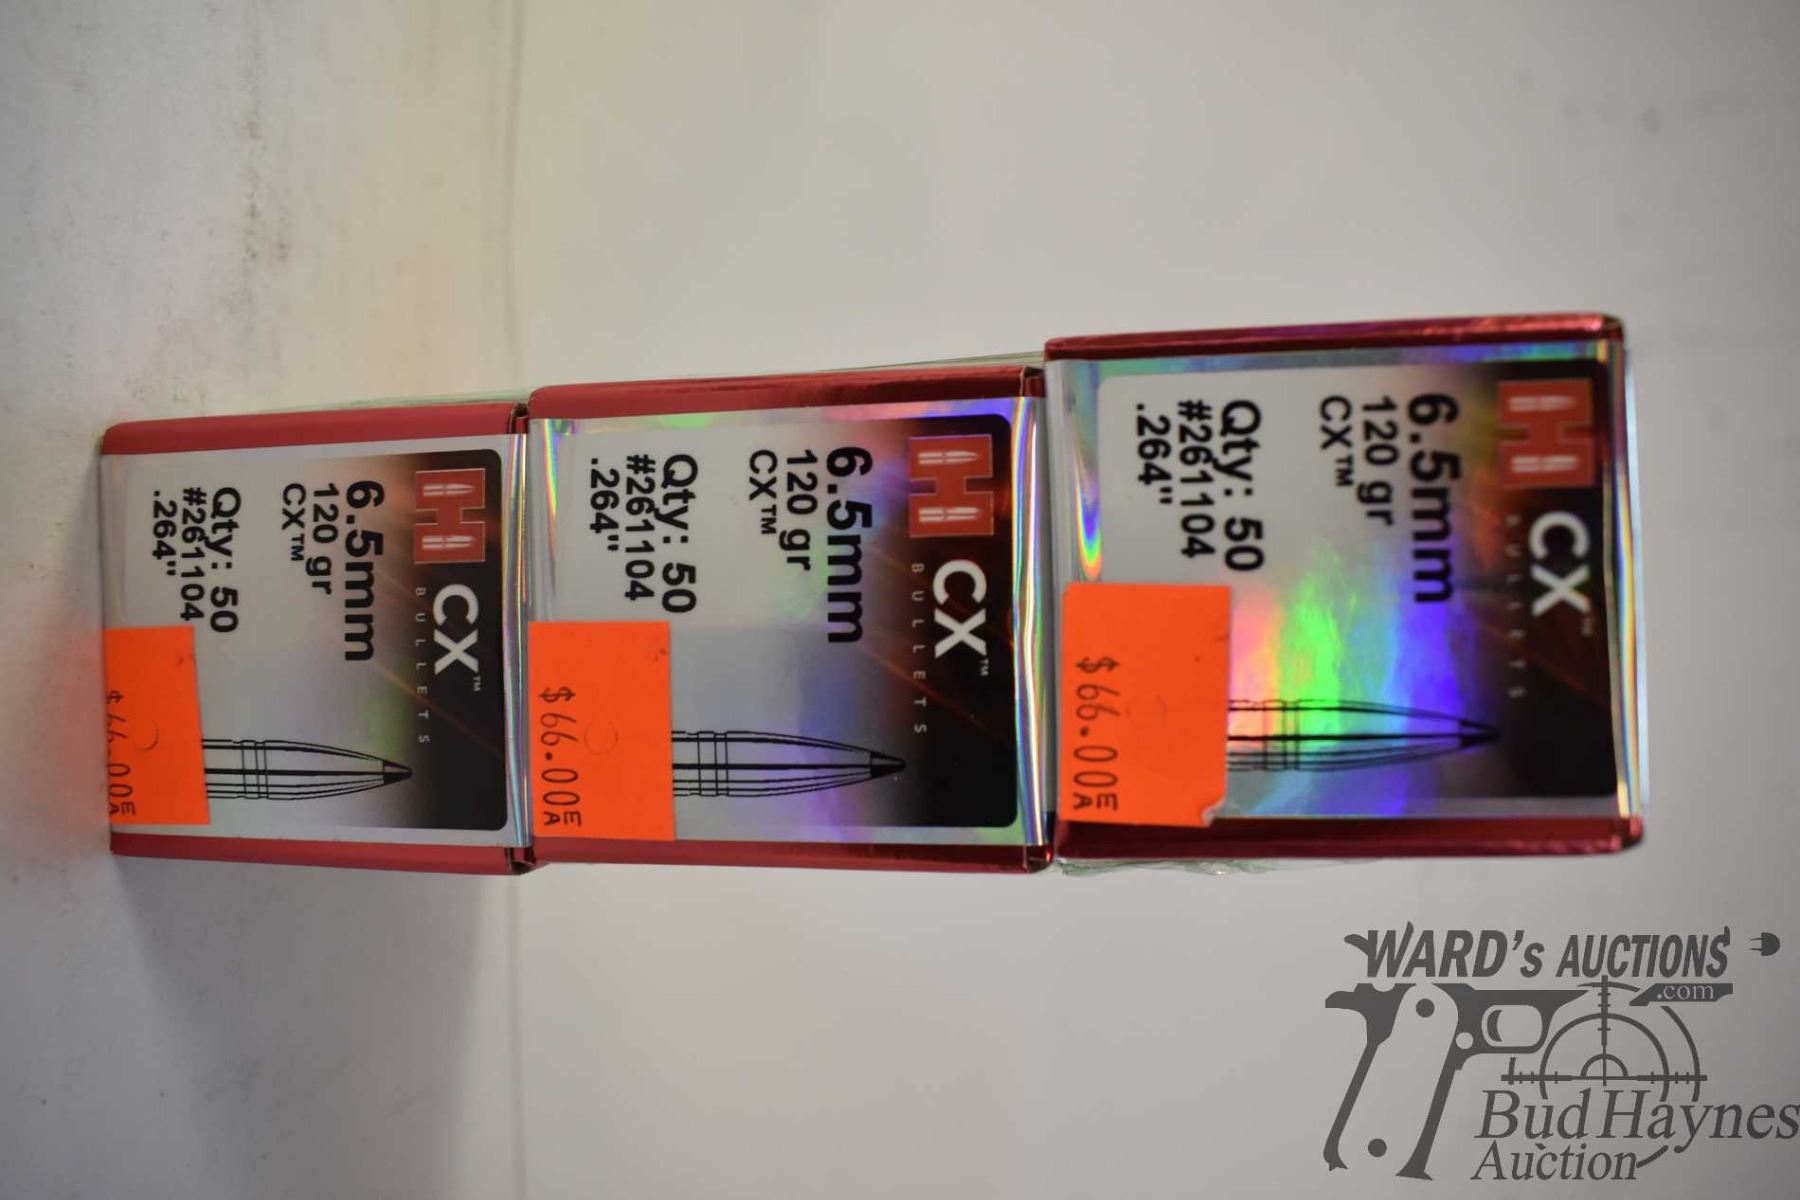 CX™
BULLETS
6.5mm
120 gr
CX™
Qty: 50
#261104
.264"
$66.00 EA
CX™
BULLETS
6.5mm
120 gr
CX™
Qty: 50
#261104
.264"
$66.00 EA
CX™
BULLETS
6.5mm
120 gr
CX™
Qty: 50
#261104
.264"
$66.00 EA
WARD's AUCTIONS
.com
Bud Haynes
Auction